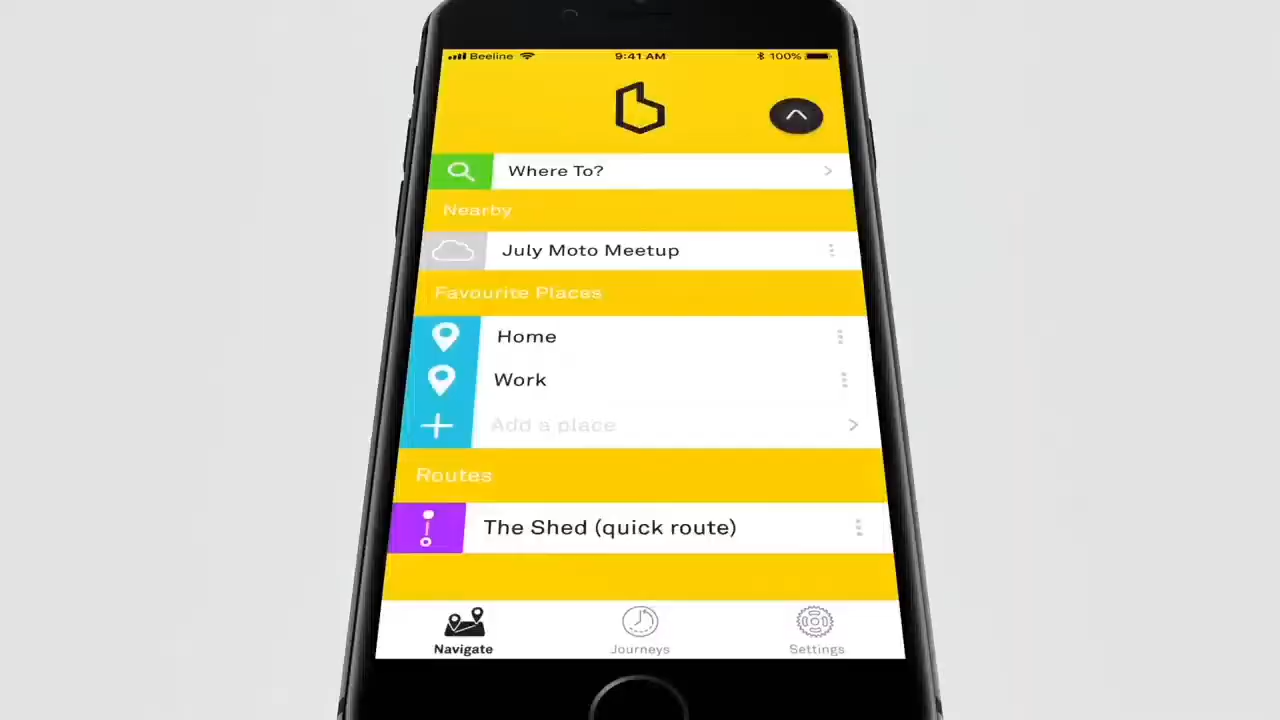 Beeline 9:41 AM 100%
Where To?
Nearby
July Moto Meetup
Favourite Places
Home
Work
Add a place
Routes
The Shed (quick route)
Navigate Journeys Settings